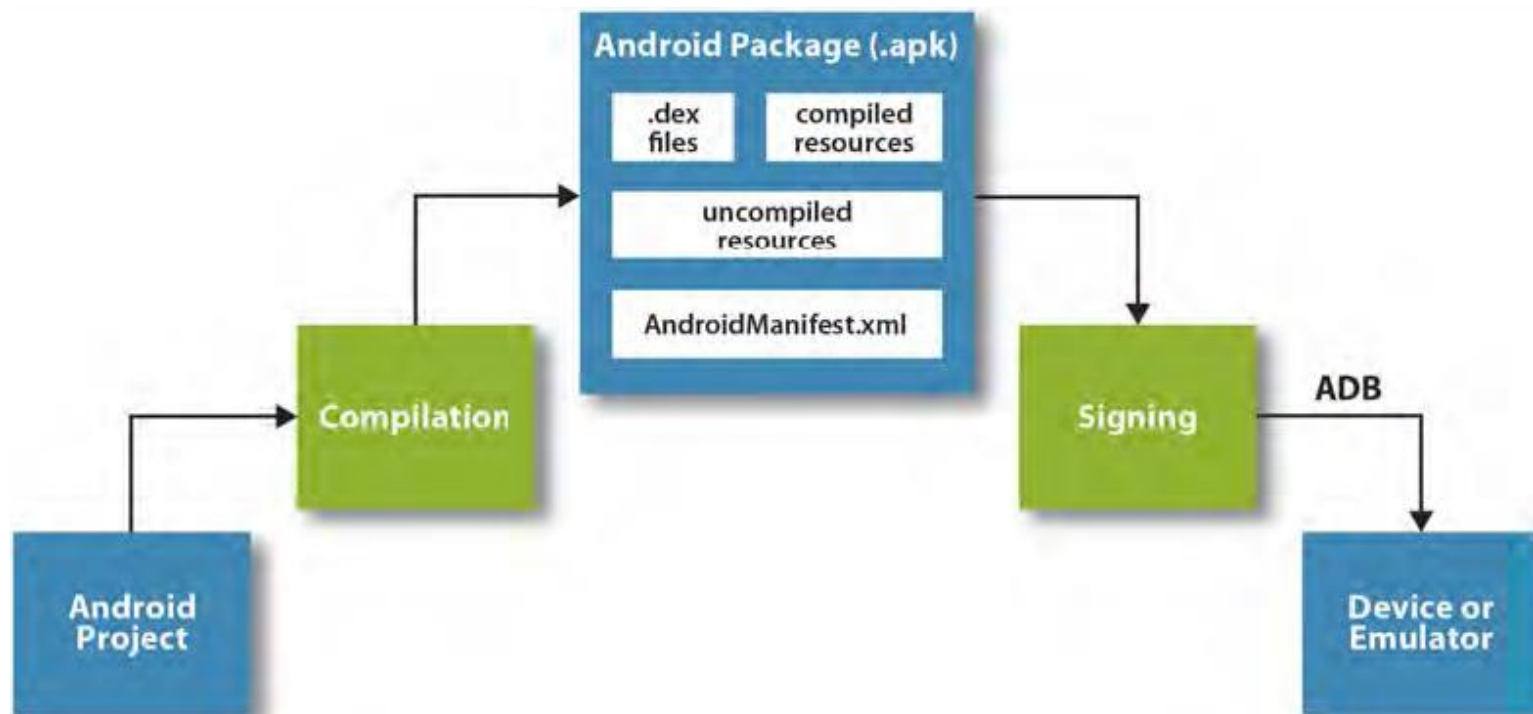 Android Package (.apk)
.dex
files
compiled
resources
uncompiled
resources
AndroidManifest.xml
Compilation
Signing
ADB
Android
Project
Device or
Emulator